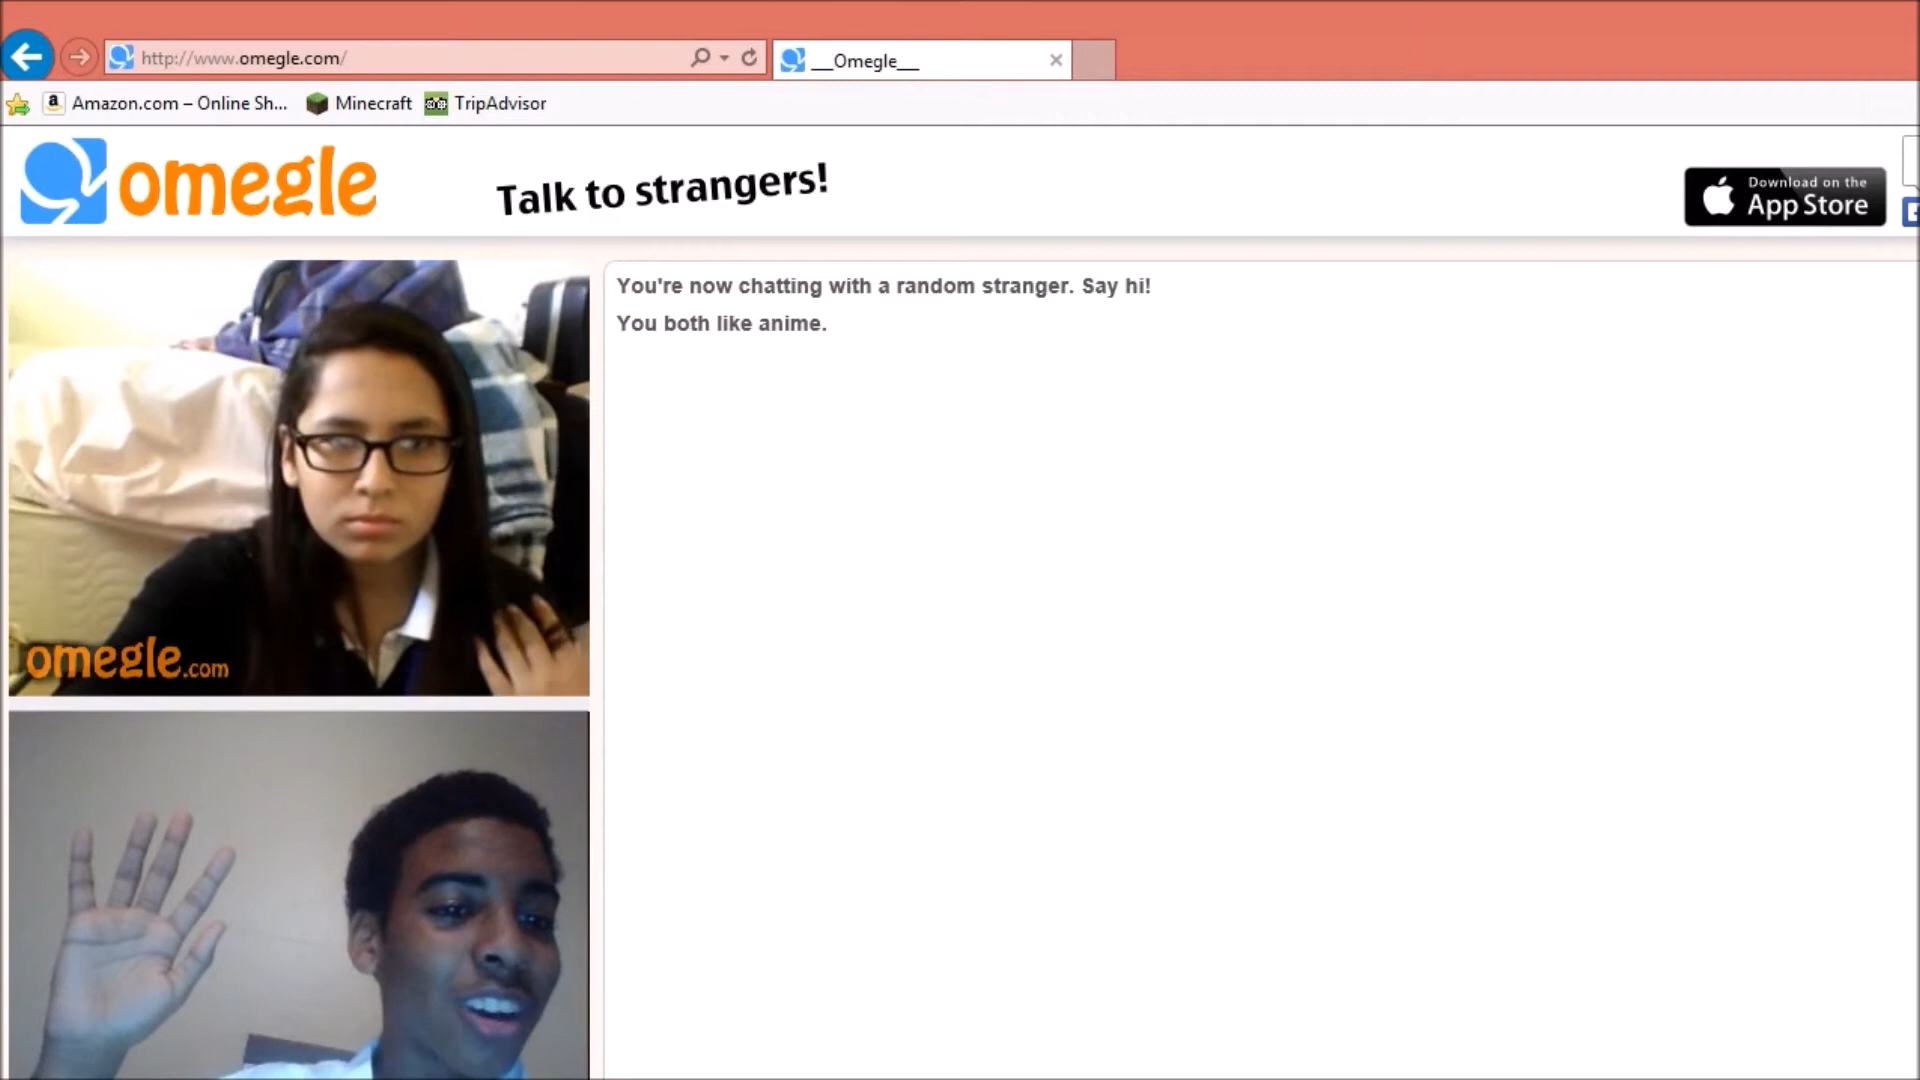 http://www.omegle.com/
__Omegle__
Amazon.com – Online Sh...
Minecraft
TripAdvisor
omegle
Talk to strangers!
Download on the
App Store
You're now chatting with a random stranger. Say hi!
You both like anime.
omegle.com